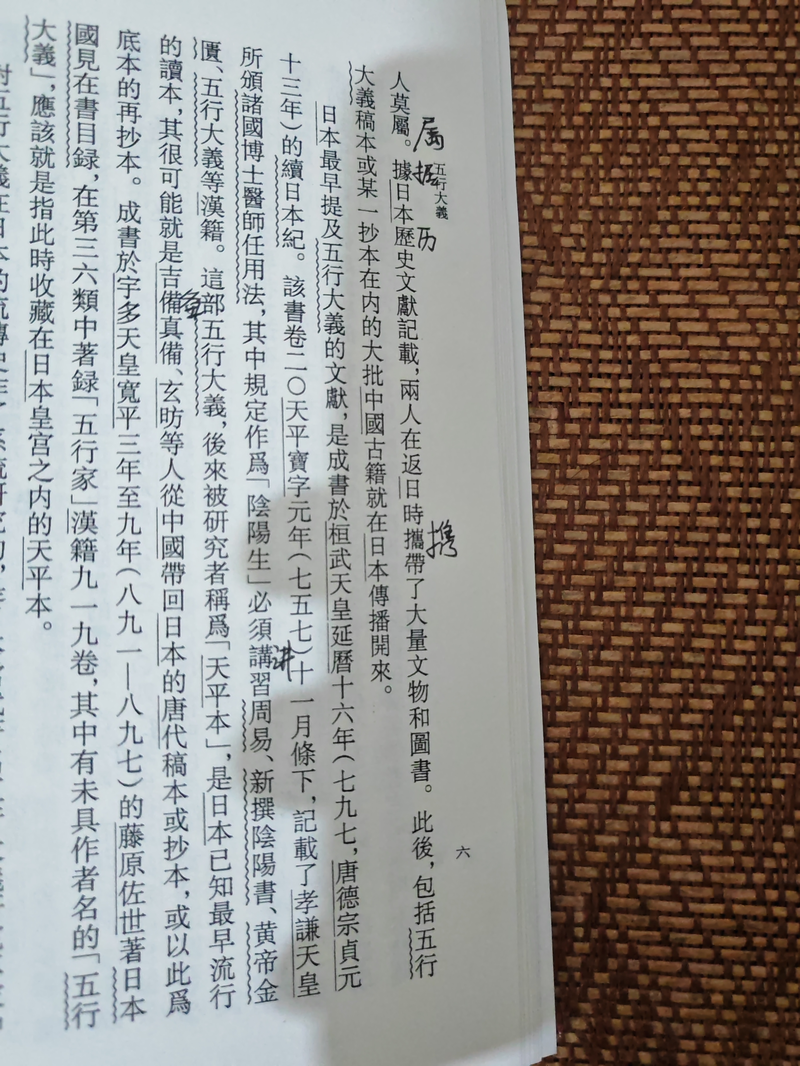 五行大義
六
人莫屬。據日本歷史文獻記載，兩人在返日時攜帶了大量文物和圖書。此後，包括五行
大義稿本或某一抄本在内的大批中國古籍就在日本傳播開來。
日本最早提及五行大義的文獻，是成書於桓武天皇延曆十六年（七九七，唐德宗貞元
十三年）的續日本紀。該書卷二〇天平寶字元年（七五七）十一月條下，記載了孝謙天皇
所頒諸國博士醫師任用法，其中規定作爲「陰陽生」必須講習周易、新撰陰陽書、黄帝金
匱、五行大義等漢籍。這部五行大義，後來被研究者稱爲「天平本」，是日本已知最早流行
的讀本，其很可能就是吉備真備、玄昉等人從中國帶回日本的唐代稿本或抄本，或以此爲
底本的再抄本。成書於宇多天皇寬平三年至九年（八九一—八九七）的藤原佐世著日本
國見在書目録，在第三六類中著録「五行家」漢籍九一九卷，其中有未具作者名的「五行
大義」，應該就是指此時收藏在日本皇宮之内的天平本。
属
据
历
携
讲